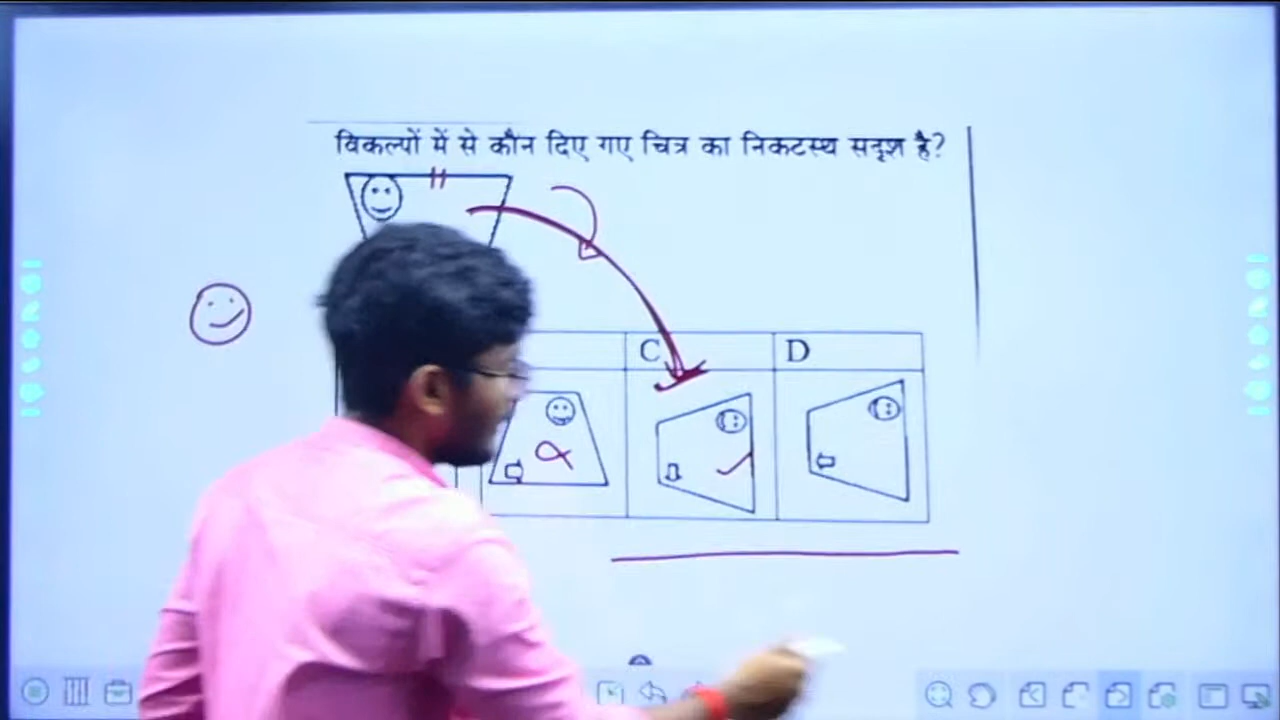 विकल्पों में से कौन दिए गए चित्र का निकटस्थ सदृश है?
C D